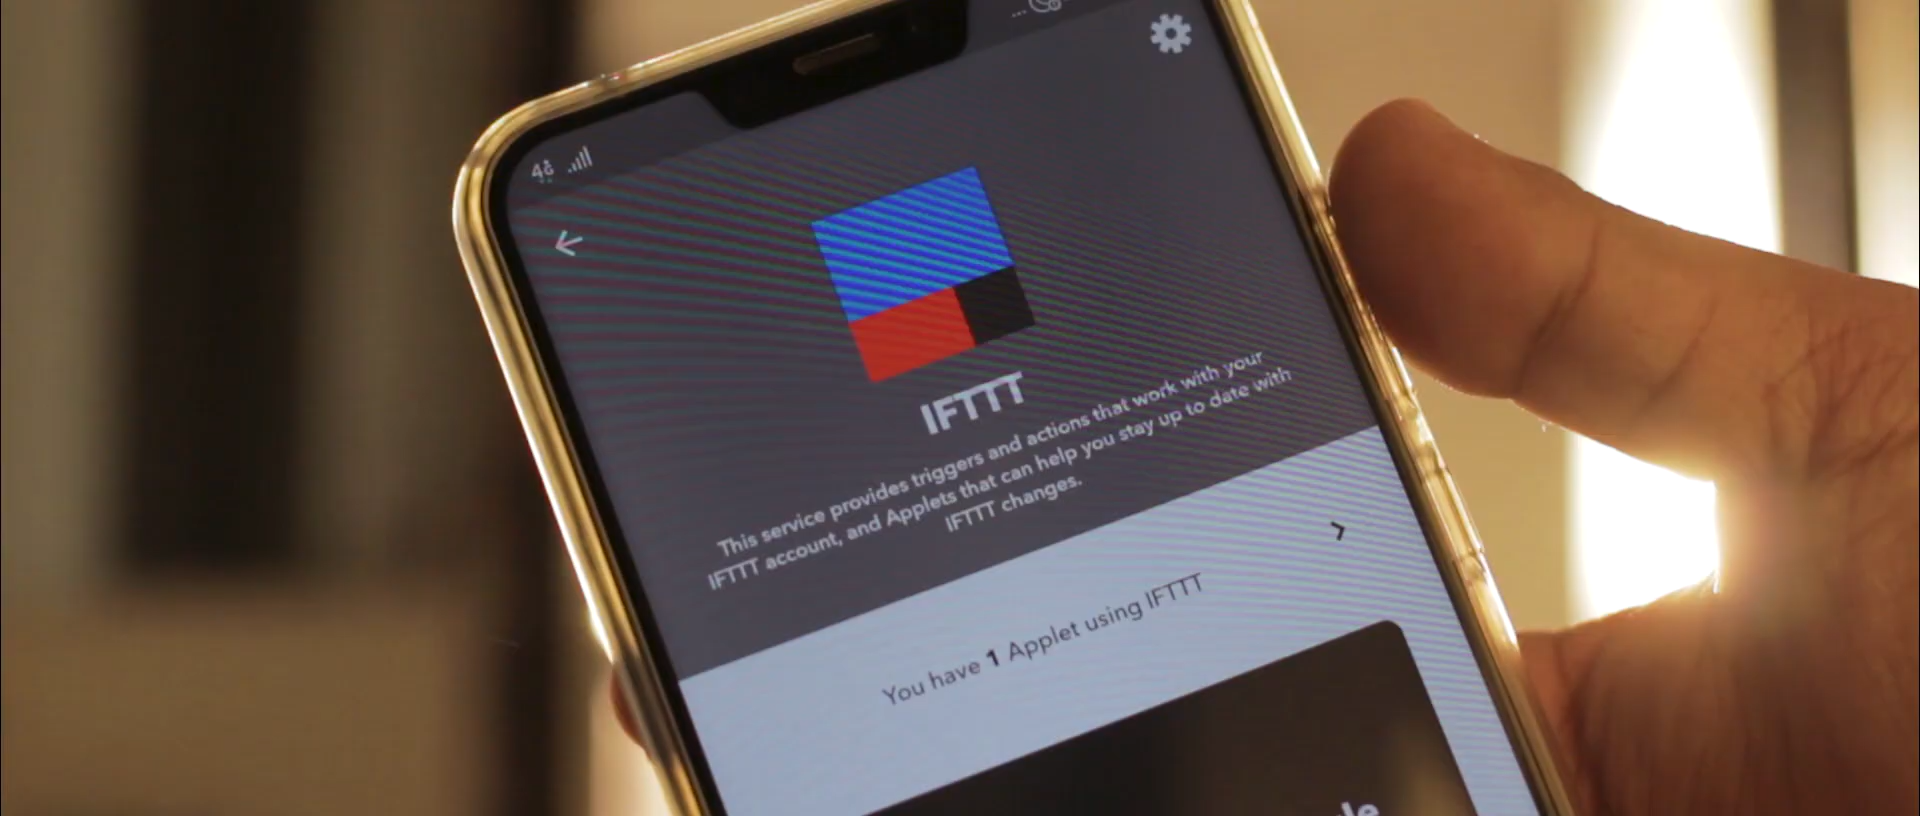 4G
IFTTT
This service provides triggers and actions that work with your
IFTTT account, and Applets that can help you stay up to date with
IFTTT changes.
You have 1 Applet using IFTTT